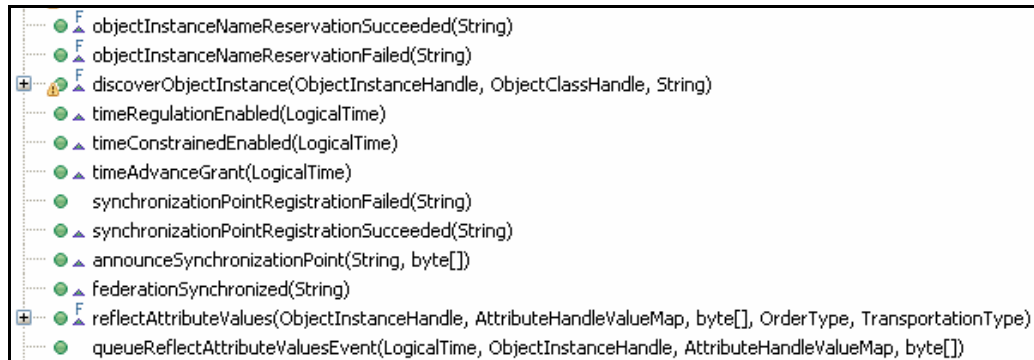 F objectInstanceNameReservationSucceeded(String)
F objectInstanceNameReservationFailed(String)
F discoverObjectInstance(ObjectInstanceHandle, ObjectClassHandle, String)
timeRegulationEnabled(LogicalTime)
timeConstrainedEnabled(LogicalTime)
timeAdvanceGrant(LogicalTime)
synchronizationPointRegistrationFailed(String)
synchronizationPointRegistrationSucceeded(String)
announceSynchronizationPoint(String, byte[])
federationSynchronized(String)
F reflectAttributeValues(ObjectInstanceHandle, AttributeHandleValueMap, byte[], OrderType, TransportationType)
queueReflectAttributeValuesEvent(LogicalTime, ObjectInstanceHandle, AttributeHandleValueMap, byte[])